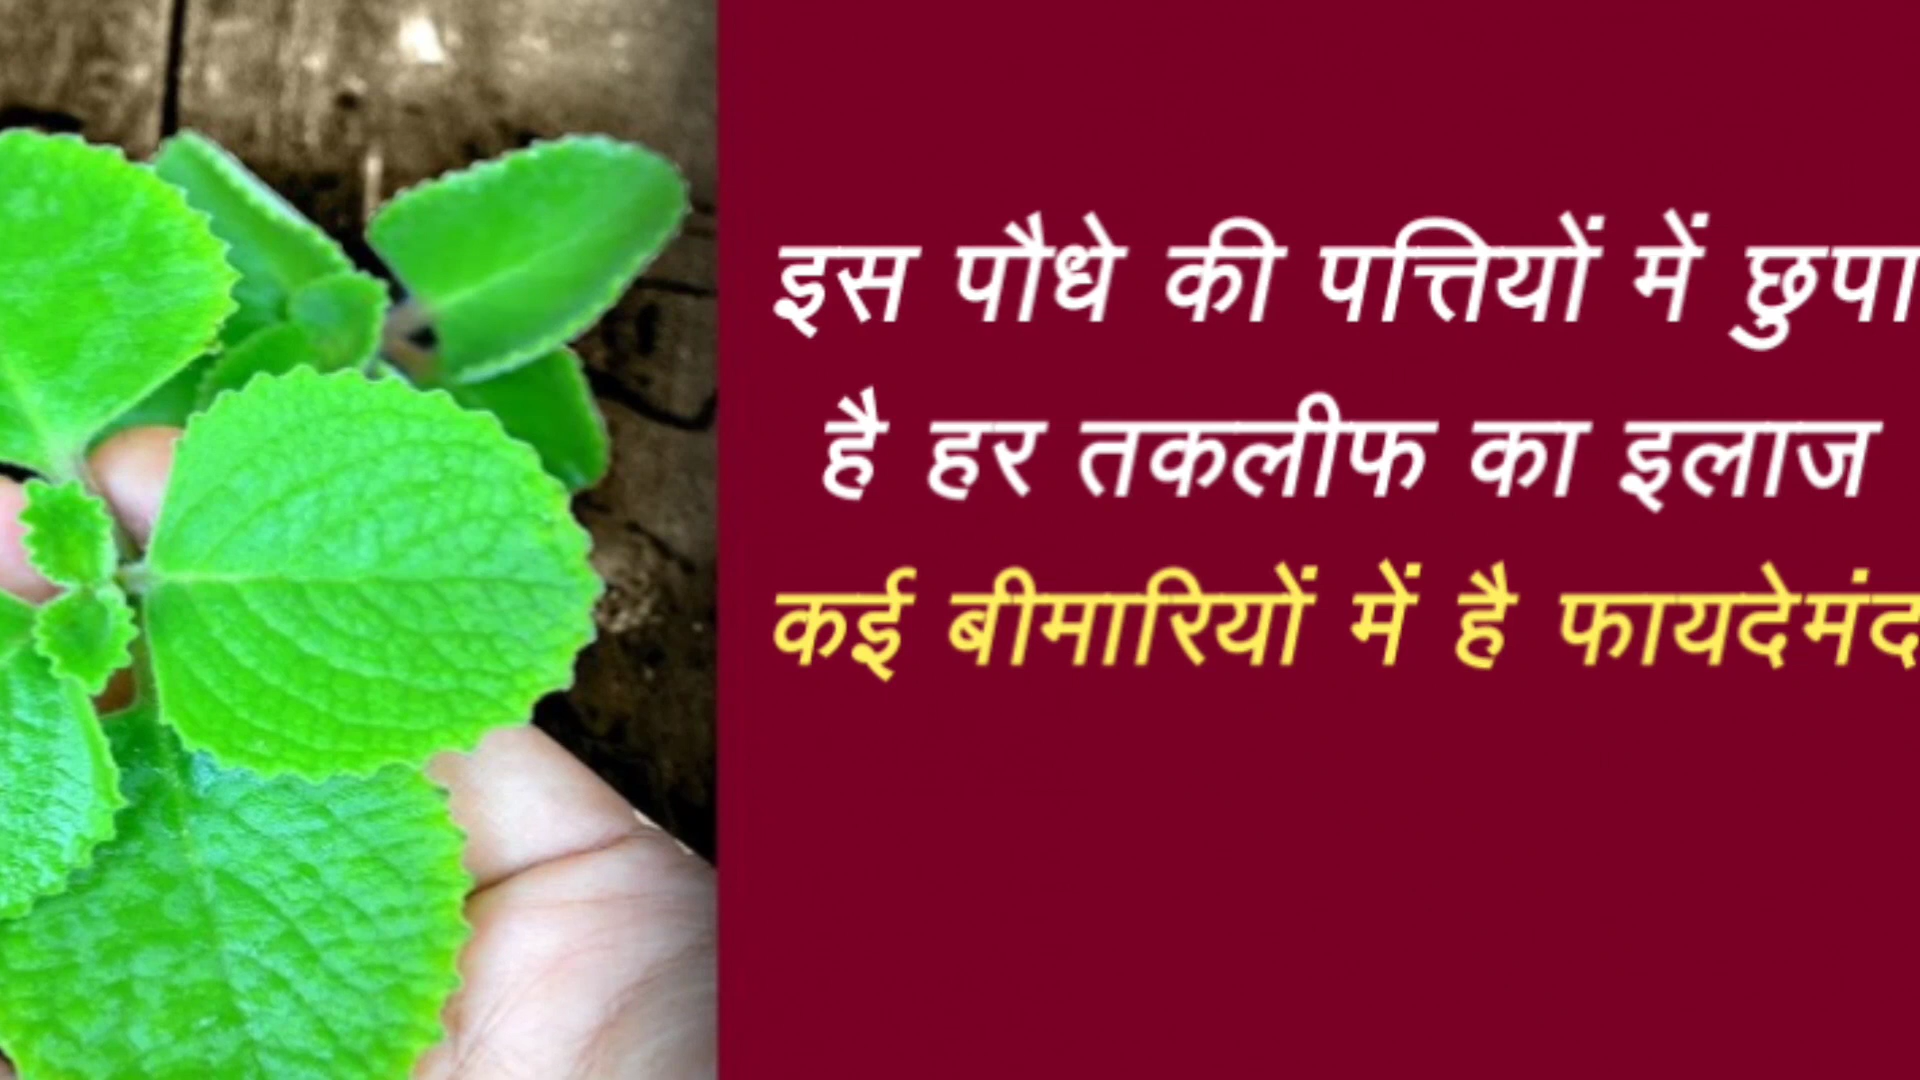 इस पौधे की पत्तियों में छुपा
है हर तकलीफ का इलाज
कई बीमारियों में है फायदेमंद